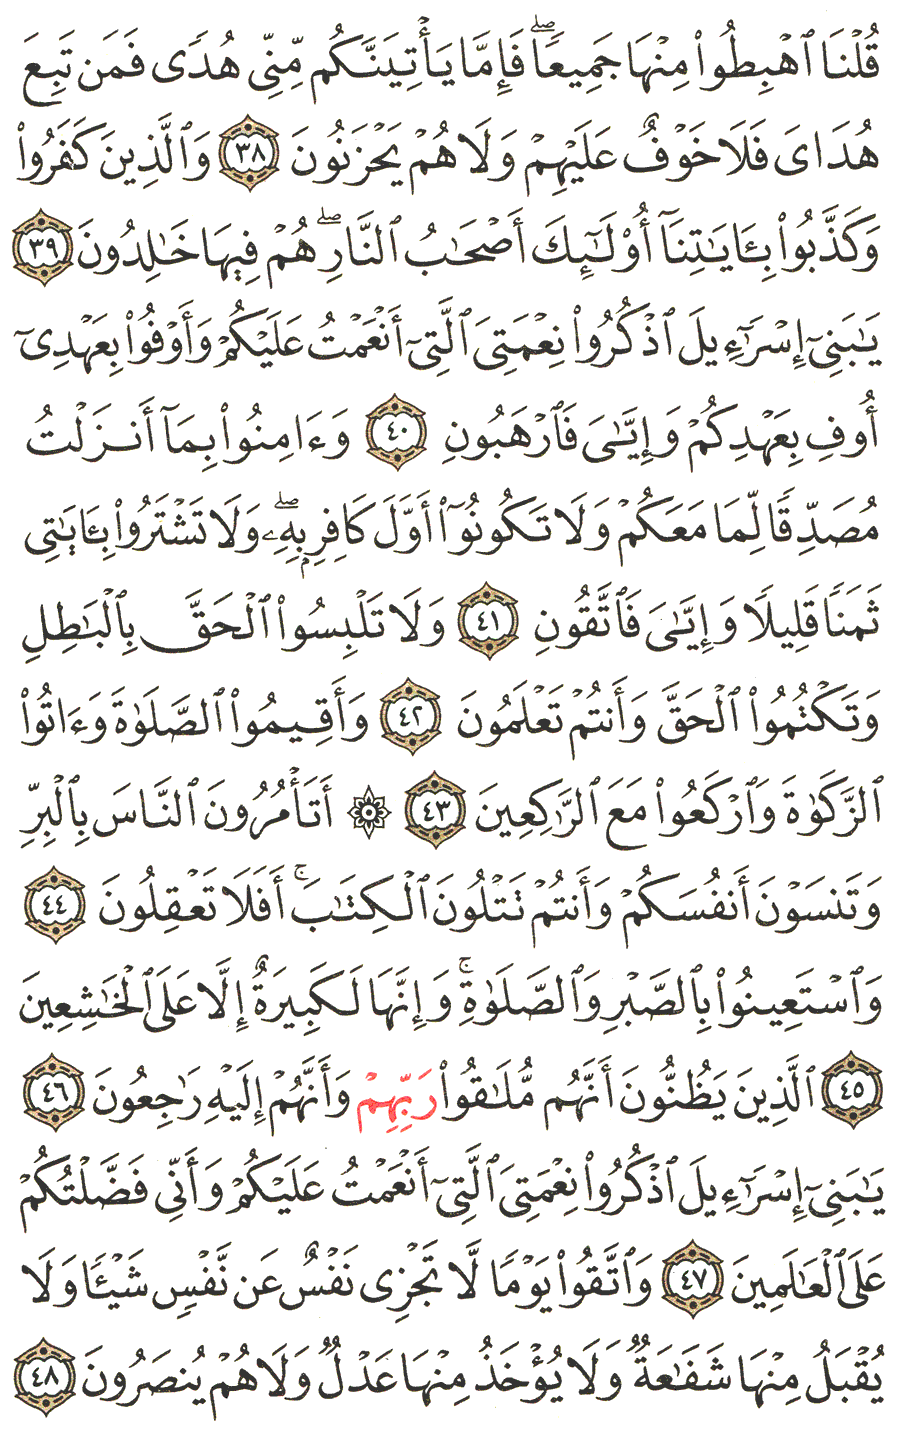 قُلْنَا ٱهْبِطُوا۟ مِنْهَا جَمِيعًۭا ۖ فَإِمَّا يَأْتِيَنَّكُم مِّنِّى هُدًۭى فَمَن تَبِعَ
هُدَاىَ فَلَا خَوْفٌ عَلَيْهِمْ وَلَا هُمْ يَحْزَنُونَ ٣٨ وَٱلَّذِينَ كَفَرُوا۟
وَكَذَّبُوا۟ بِـَٔايَـٰتِنَآ أُو۟لَـٰٓئِكَ أَصْحَـٰبُ ٱلنَّارِ ۖ هُمْ فِيهَا خَـٰلِدُونَ ٣٩
يَـٰبَنِىٓ إِسْرَٰٓءِيلَ ٱذْكُرُوا۟ نِعْمَتِىَ ٱلَّتِىٓ أَنْعَمْتُ عَلَيْكُمْ وَأَوْفُوا۟ بِعَهْدِىٓ
أُوفِ بِعَهْدِكُمْ وَإِيَّـٰىَ فَٱرْهَبُونِ ٤٠ وَءَامِنُوا۟ بِمَآ أَنزَلْتُ
مُصَدِّقًۭا لِّمَا مَعَكُمْ وَلَا تَكُونُوٓا۟ أَوَّلَ كَافِرٍۭ بِهِۦ ۖ وَلَا تَشْتَرُوا۟ بِـَٔايَـٰتِى
ثَمَنًۭا قَلِيلًۭا وَإِيَّـٰىَ فَٱتَّقُونِ ٤١ وَلَا تَلْبِسُوا۟ ٱلْحَقَّ بِٱلْبَـٰطِلِ
وَتَكْتُمُوا۟ ٱلْحَقَّ وَأَنتُمْ تَعْلَمُونَ ٤٢ وَأَقِيمُوا۟ ٱلصَّلَوٰةَ وَءَاتُوا۟
ٱلزَّكَوٰةَ وَٱرْكَعُوا۟ مَعَ ٱلرَّٰكِعِينَ ٤٣ ۞ أَتَأْمُرُونَ ٱلنَّاسَ بِٱلْبِرِّ
وَتَنسَوْنَ أَنفُسَكُمْ وَأَنتُمْ تَتْلُونَ ٱلْكِتَـٰبَ ۚ أَفَلَا تَعْقِلُونَ ٤٤
وَٱسْتَعِينُوا۟ بِٱلصَّبْرِ وَٱلصَّلَوٰةِ ۚ وَإِنَّهَا لَكَبِيرَةٌ إِلَّا عَلَى ٱلْخَـٰشِعِينَ
٤٥ ٱلَّذِينَ يَظُنُّونَ أَنَّهُم مُّلَـٰقُوا۟ رَبِّهِمْ وَأَنَّهُمْ إِلَيْهِ رَٰجِعُونَ ٤٦
يَـٰبَنِىٓ إِسْرَٰٓءِيلَ ٱذْكُرُوا۟ نِعْمَتِىَ ٱلَّتِىٓ أَنْعَمْتُ عَلَيْكُمْ وَأَنِّى فَضَّلْتُكُمْ
عَلَى ٱلْعَـٰلَمِينَ ٤٧ وَٱتَّقُوا۟ يَوْمًۭا لَّا تَجْزِى نَفْسٌ عَن نَّفْسٍۢ شَيْـًۭٔا وَلَا
يُقْبَلُ مِنْهَا شَفَـٰعَةٌۭ وَلَا يُؤْخَذُ مِنْهَا عَدْلٌۭ وَلَا هُمْ يُنصَرُونَ ٤٨